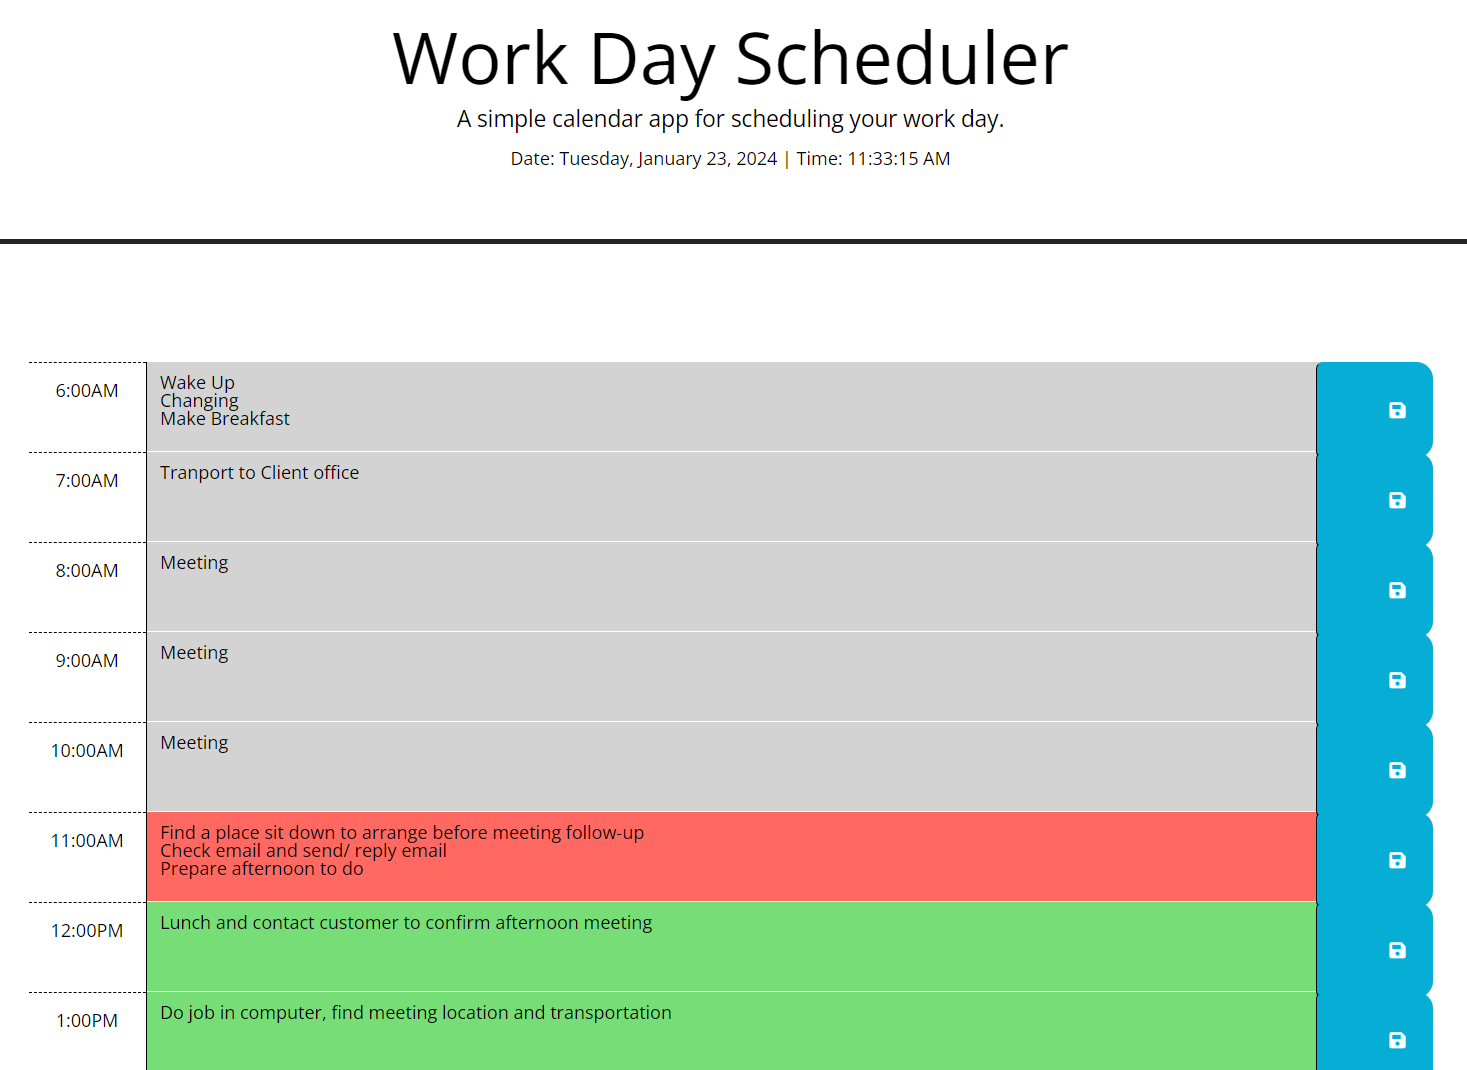 Work Day Scheduler
A simple calendar app for scheduling your work day.
Date: Tuesday, January 23, 2024 | Time: 11:33:15 AM
6:00AM
Wake Up
Changing
Make Breakfast
7:00AM
Tranport to Client office
8:00AM
Meeting
9:00AM
Meeting
10:00AM
Meeting
11:00AM
Find a place sit down to arrange before meeting follow-up
Check email and send/ reply email
Prepare afternoon to do
12:00PM
Lunch and contact customer to confirm afternoon meeting
1:00PM
Do job in computer, find meeting location and transportation